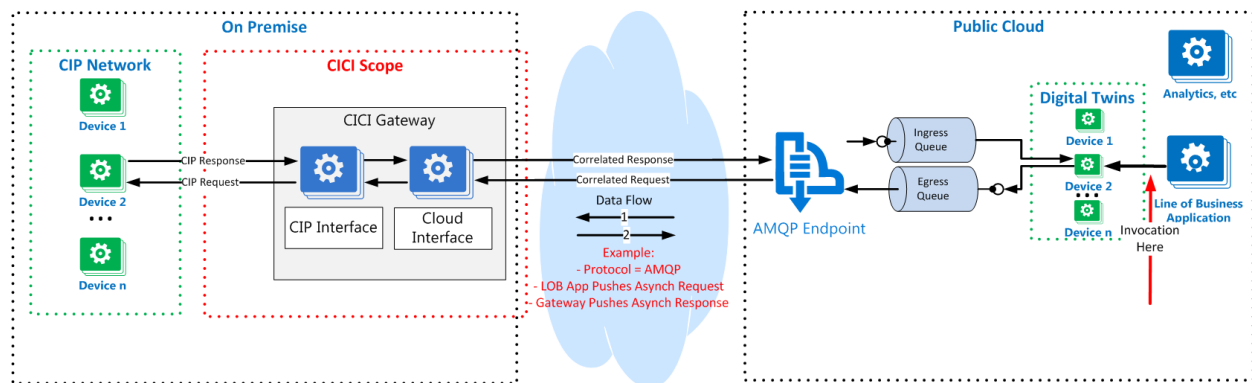 On Premise
CIP Network
Device 1
Device 2
...
Device n
CICI Scope
CICI Gateway
CIP Response
CIP Request
CIP Interface
Cloud
Interface
Correlated Response
Correlated Request
Data Flow
1
2
Example:
- Protocol = AMQP
- LOB App Pushes Asynch Request
- Gateway Pushes Asynch Response
Public Cloud
AMQP Endpoint
Ingress
Queue
Egress
Queue
Digital Twins
Device 1
Device 2
...
Device n
Analytics, etc
Line of Business
Application
Invocation
Here